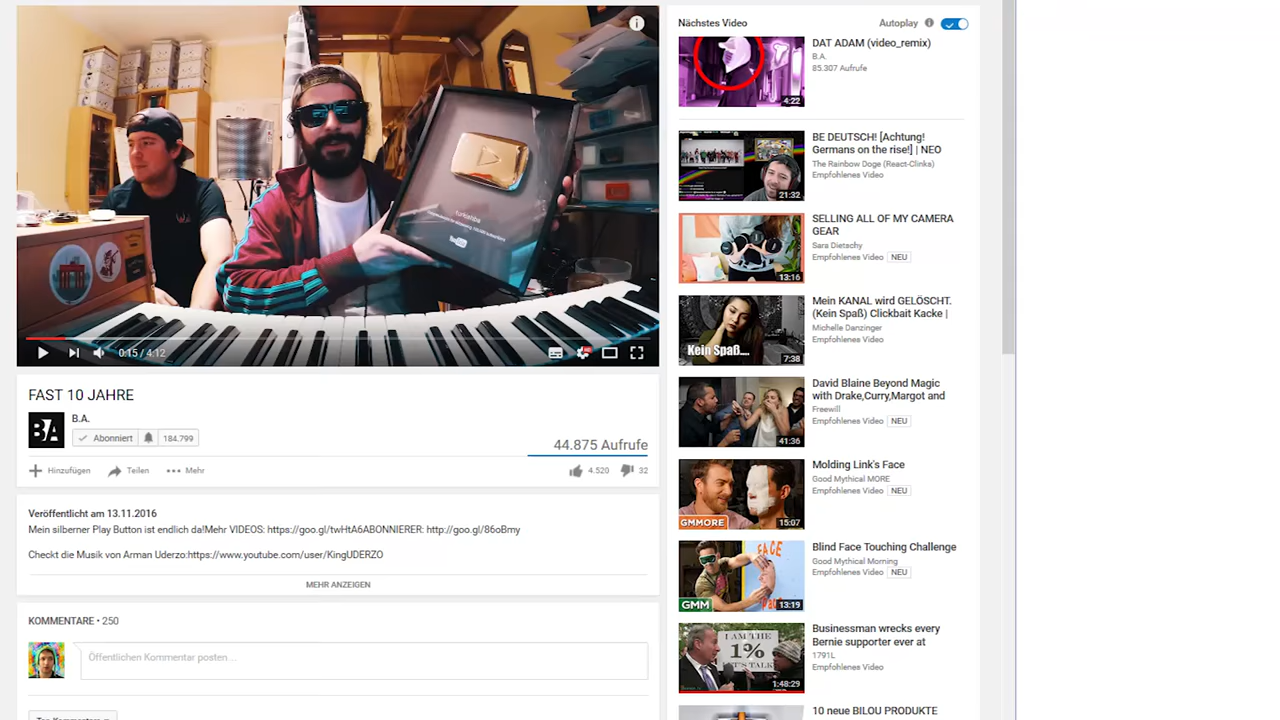 0:15 / 4:12
FAST 10 JAHRE
BA
B.A.
Abonniert
184.799
44.875 Aufrufe
Hinzufügen
Teilen
Mehr
4.520
32
Veröffentlicht am 13.11.2016
Mein silberner Play Button ist endlich da!Mehr VIDEOS: https://goo.gl/twHtA6ABONNIERER: http://goo.gl/86oBmy
Checkt die Musik von Arman Uderzo:https://www.youtube.com/user/KingUDERZO
MEHR ANZEIGEN
KOMMENTARE • 250
Öffentlichen Kommentar posten…
Nächstes Video
Autoplay
DAT ADAM (video_remix)
B.A.
85.307 Aufrufe
4:22
BE DEUTSCH! [Achtung!
Germans on the rise!] | NEO
The Rainbow Doge (React-Clinka)
Empfohlenes Video
21:32
SELLING ALL OF MY CAMERA
GEAR
Sara Dietschy
Empfohlenes Video NEU
13:16
Mein KANAL wird GELÖSCHT.
(Kein Spaß) Clickbait Kacke |
Michelle Danzinger
Empfohlenes Video
Kein Spaß....
7:38
David Blaine Beyond Magic
with Drake,Curry,Margot and
Freewill
Empfohlenes Video NEU
41:36
Molding Link's Face
Good Mythical MORE
Empfohlenes Video NEU
GMMORE
15:07
Blind Face Touching Challenge
Good Mythical Morning
Empfohlenes Video NEU
FACE
GMM
13:19
Businessman wrecks every
Bernie supporter ever at
1791L
Empfohlenes Video
I AM THE
1%
LET'S TALK
1:48:29
10 neue BILOU PRODUKTE